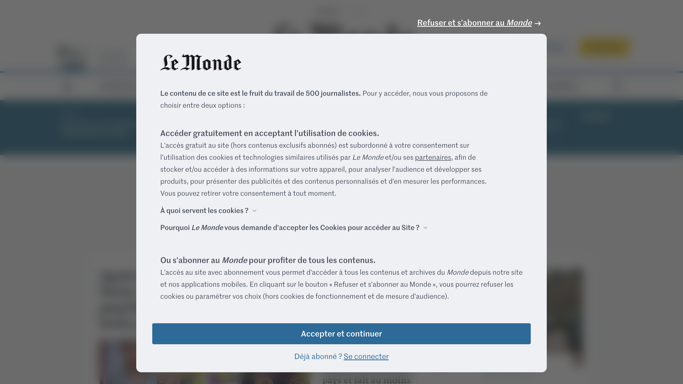 Refuser et s'abonner au Monde →
Le Monde
Le contenu de ce site est le fruit du travail de 500 journalistes. Pour y accéder, nous vous proposons de
choisir entre deux options :
Accéder gratuitement en acceptant l'utilisation de cookies.
L'accès gratuit au site (hors contenus exclusifs abonnés) est subordonné à votre consentement sur
l'utilisation des cookies et technologies similaires utilisés par Le Monde et/ou ses partenaires, afin de
stocker et/ou accéder à des informations sur votre appareil, pour analyser l'audience et développer ses
produits, pour présenter des publicités et des contenus personnalisés et d'en mesurer les performances.
Vous pouvez retirer votre consentement à tout moment.
À quoi servent les cookies ?
Pourquoi Le Monde vous demande d'accepter les Cookies pour accéder au Site ?
Ou s'abonner au Monde pour profiter de tous les contenus.
L'accès au site avec abonnement vous permet d'accéder à tous les contenus et archives du Monde depuis notre site
et nos applications mobiles. En cliquant sur le bouton « Refuser et s'abonner au Monde », vous pourrez refuser les
cookies ou paramétrer vos choix (hors cookies de fonctionnement et de mesure d'audience).
Accepter et continuer
Déjà abonné ? Se connecter